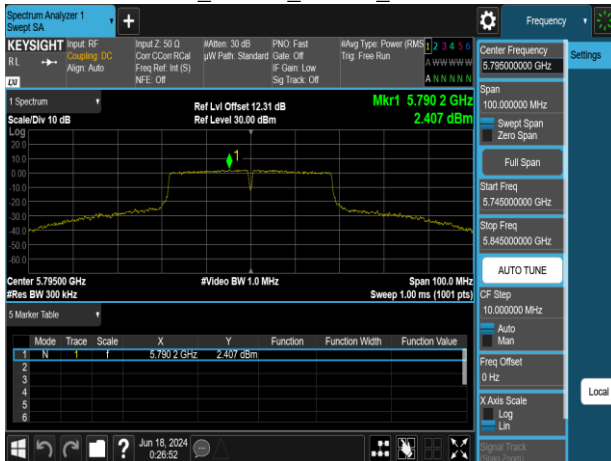 Spectrum Analyzer 1
Swept SA
Frequency
KEYSIGHT Input: RF Input Z: 50 Ω #Atten: 30 dB PNO: Fast #Avg Type: Power (RMS 1 2 3 4 5 6
RL Coupling: DC Corr CCorr RCal µW Path: Standard Gate: Off Trig: Free Run
Align: Auto Freq Ref: Int (S) IF Gain: Low A W W W W W
LXI NFE: Off Sig Track: Off A N N N N N
1 Spectrum
Scale/Div 10 dB
Ref Lvl Offset 12.31 dB
Ref Level 30.00 dBm
Mkr1 5.790 2 GHz
2.407 dBm
Log
20.0
10.0
1
0.00
-10.0
-20.0
-30.0
-40.0
-50.0
-60.0
Center 5.79500 GHz #Video BW 1.0 MHz Span 100.0 MHz
#Res BW 300 kHz Sweep 1.00 ms (1001 pts)
5 Marker Table
Mode Trace Scale X Y Function Function Width Function Value
1 N 1 f 5.790 2 GHz 2.407 dBm
2
3
4
5
6
?
Jun 18, 2024
0:26:52
Center Frequency
5.795000000 GHz
Span
100.000000 MHz
Swept Span
Zero Span
Full Span
Start Freq
5.745000000 GHz
Stop Freq
5.845000000 GHz
AUTO TUNE
CF Step
10.000000 MHz
Auto
Man
Freq Offset
0 Hz
X Axis Scale
Log
Lin
Signal Track
(Span Zoom)
Settings
Local